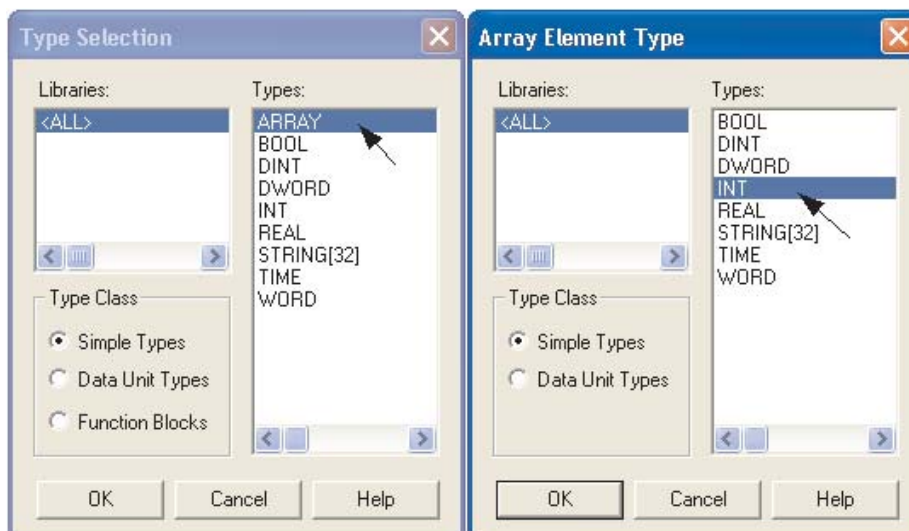 Type Selection
Libraries:
<ALL>
Types:
ARRAY
BOOL
DINT
DWORD
INT
REAL
STRING[32]
TIME
WORD
Type Class
Simple Types
Data Unit Types
Function Blocks
OK
Cancel
Help
Array Element Type
Libraries:
<ALL>
Types:
BOOL
DINT
DWORD
INT
REAL
STRING[32]
TIME
WORD
Type Class
Simple Types
Data Unit Types
OK
Cancel
Help